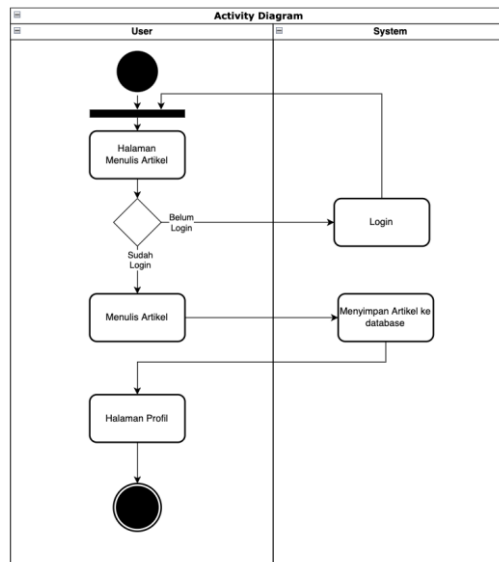 Activity Diagram
User
System
Halaman
Menulis Artikel
Belum
Login
Login
Sudah
Login
Menulis Artikel
Menyimpan Artikel ke
database
Halaman Profil